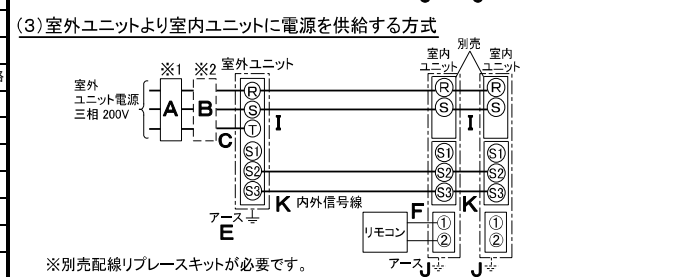 (3)室外ユニットより室内ユニットに電源を供給する方式
別売
※1 ※2 室外ユニット 室内ユニット 室内ユニット
室外
ユニット電源
三相 200V
A B C
R S T S1 S2 S3
I
R S S1 S2 S3
I
R S S1 S2 S3
K 内外信号線
K
アース
E
F
リモコン
① ②
① ②
アース J
J
※別売配線リプレースキットが必要です。